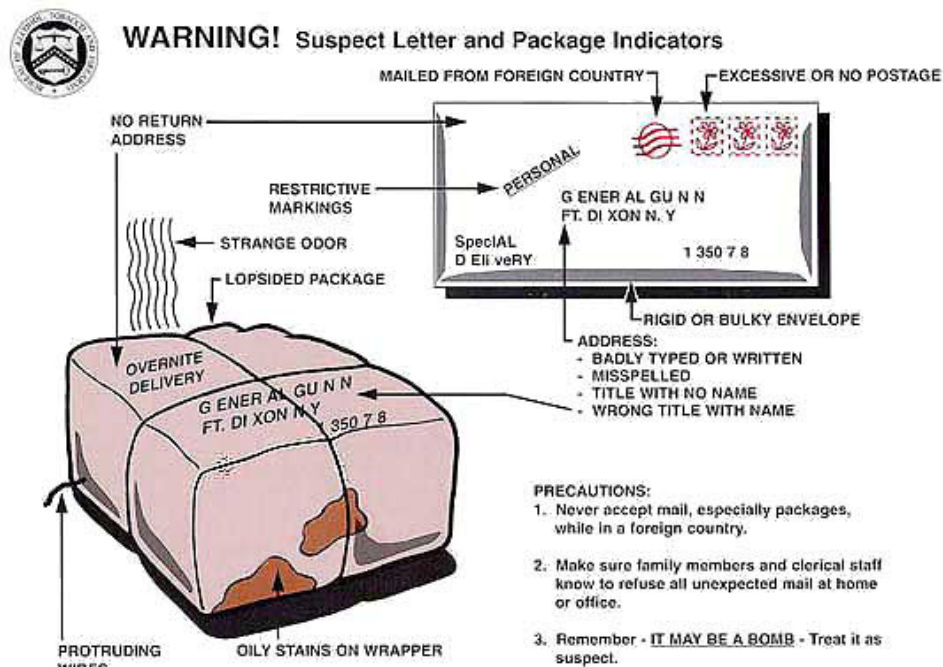 WARNING! Suspect Letter and Package Indicators
MAILED FROM FOREIGN COUNTRY
EXCESSIVE OR NO POSTAGE
NO RETURN
ADDRESS
RESTRICTIVE
MARKINGS
PERSONAL
G ENER AL GU N N
FT. DI XON N. Y
SpecIAL
D Eli veRY
1 350 7 8
STRANGE ODOR
LOPSIDED PACKAGE
RIGID OR BULKY ENVELOPE
ADDRESS:
- BADLY TYPED OR WRITTEN
- MISSPELLED
- TITLE WITH NO NAME
- WRONG TITLE WITH NAME
OVERNITE
DELIVERY
G ENER AL GU N N
FT. DI XON N Y
1 350 7 8
PRECAUTIONS:
1. Never accept mail, especially packages,
while in a foreign country.
2. Make sure family members and clerical staff
know to refuse all unexpected mail at home
or office.
3. Remember - IT MAY BE A BOMB - Treat it as
suspect.
PROTRUDING
WIRES
OILY STAINS ON WRAPPER